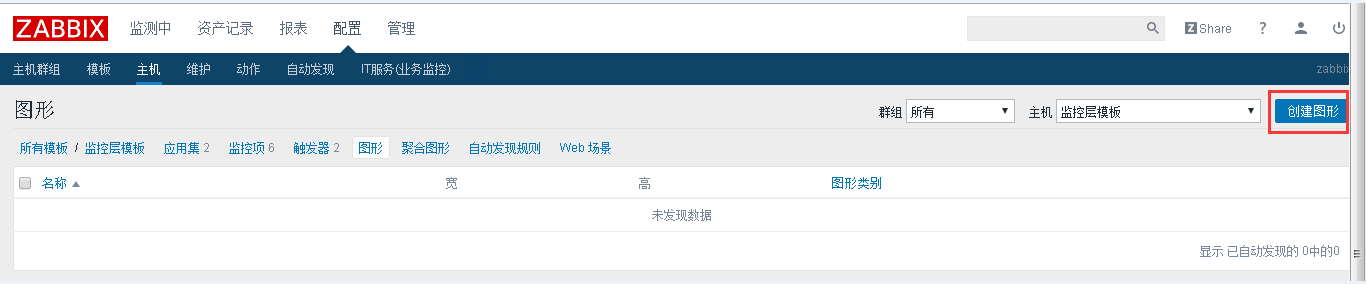 ZABBIX 监测中 资产记录 报表 配置 管理 Z Share ?
主机群组 模板 主机 维护 动作 自动发现 IT服务(业务监控) zabbix
图形 群组 所有 主机 监控层模板 创建图形
所有模板 / 监控层模板 应用集 2 监控项 6 触发器 2 图形 聚合图形 自动发现规则 Web 场景
名称 宽 高 图形类别
未发现数据
显示 已自动发现的 0中的0